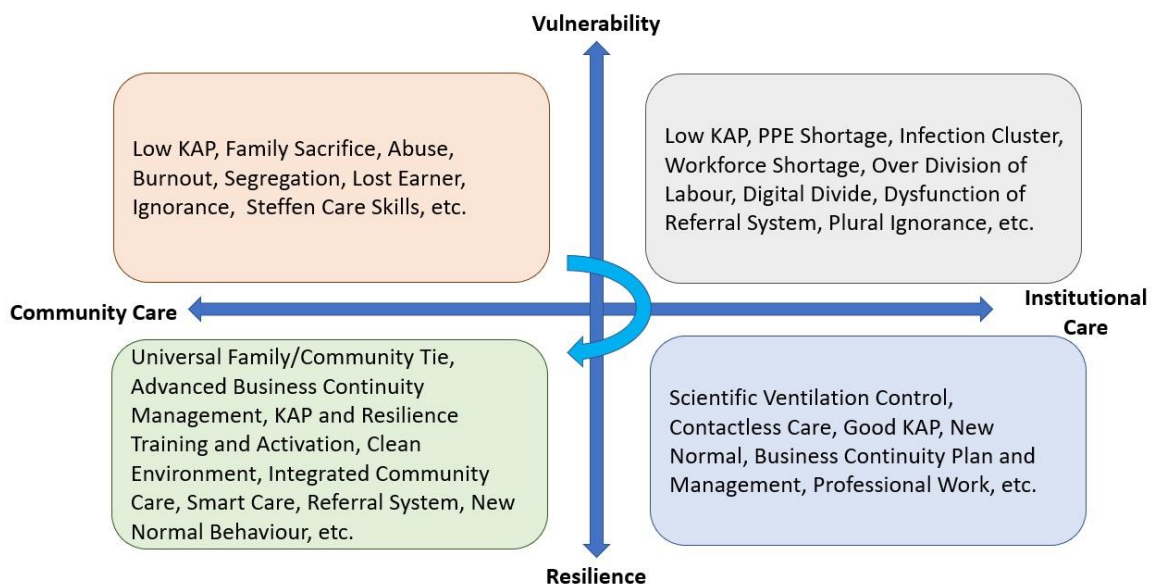 Vulnerability
Low KAP, Family Sacrifice, Abuse,
Burnout, Segregation, Lost Earner,
Ignorance, Steffen Care Skills, etc.
Low KAP, PPE Shortage, Infection Cluster,
Workforce Shortage, Over Division of
Labour, Digital Divide, Dysfunction of
Referral System, Plural Ignorance, etc.
Community Care
Institutional
Care
Universal Family/Community Tie,
Advanced Business Continuity
Management, KAP and Resilience
Training and Activation, Clean
Environment, Integrated Community
Care, Smart Care, Referral System, New
Normal Behaviour, etc.
Scientific Ventilation Control,
Contactless Care, Good KAP, New
Normal, Business Continuity Plan and
Management, Professional Work, etc.
Resilience